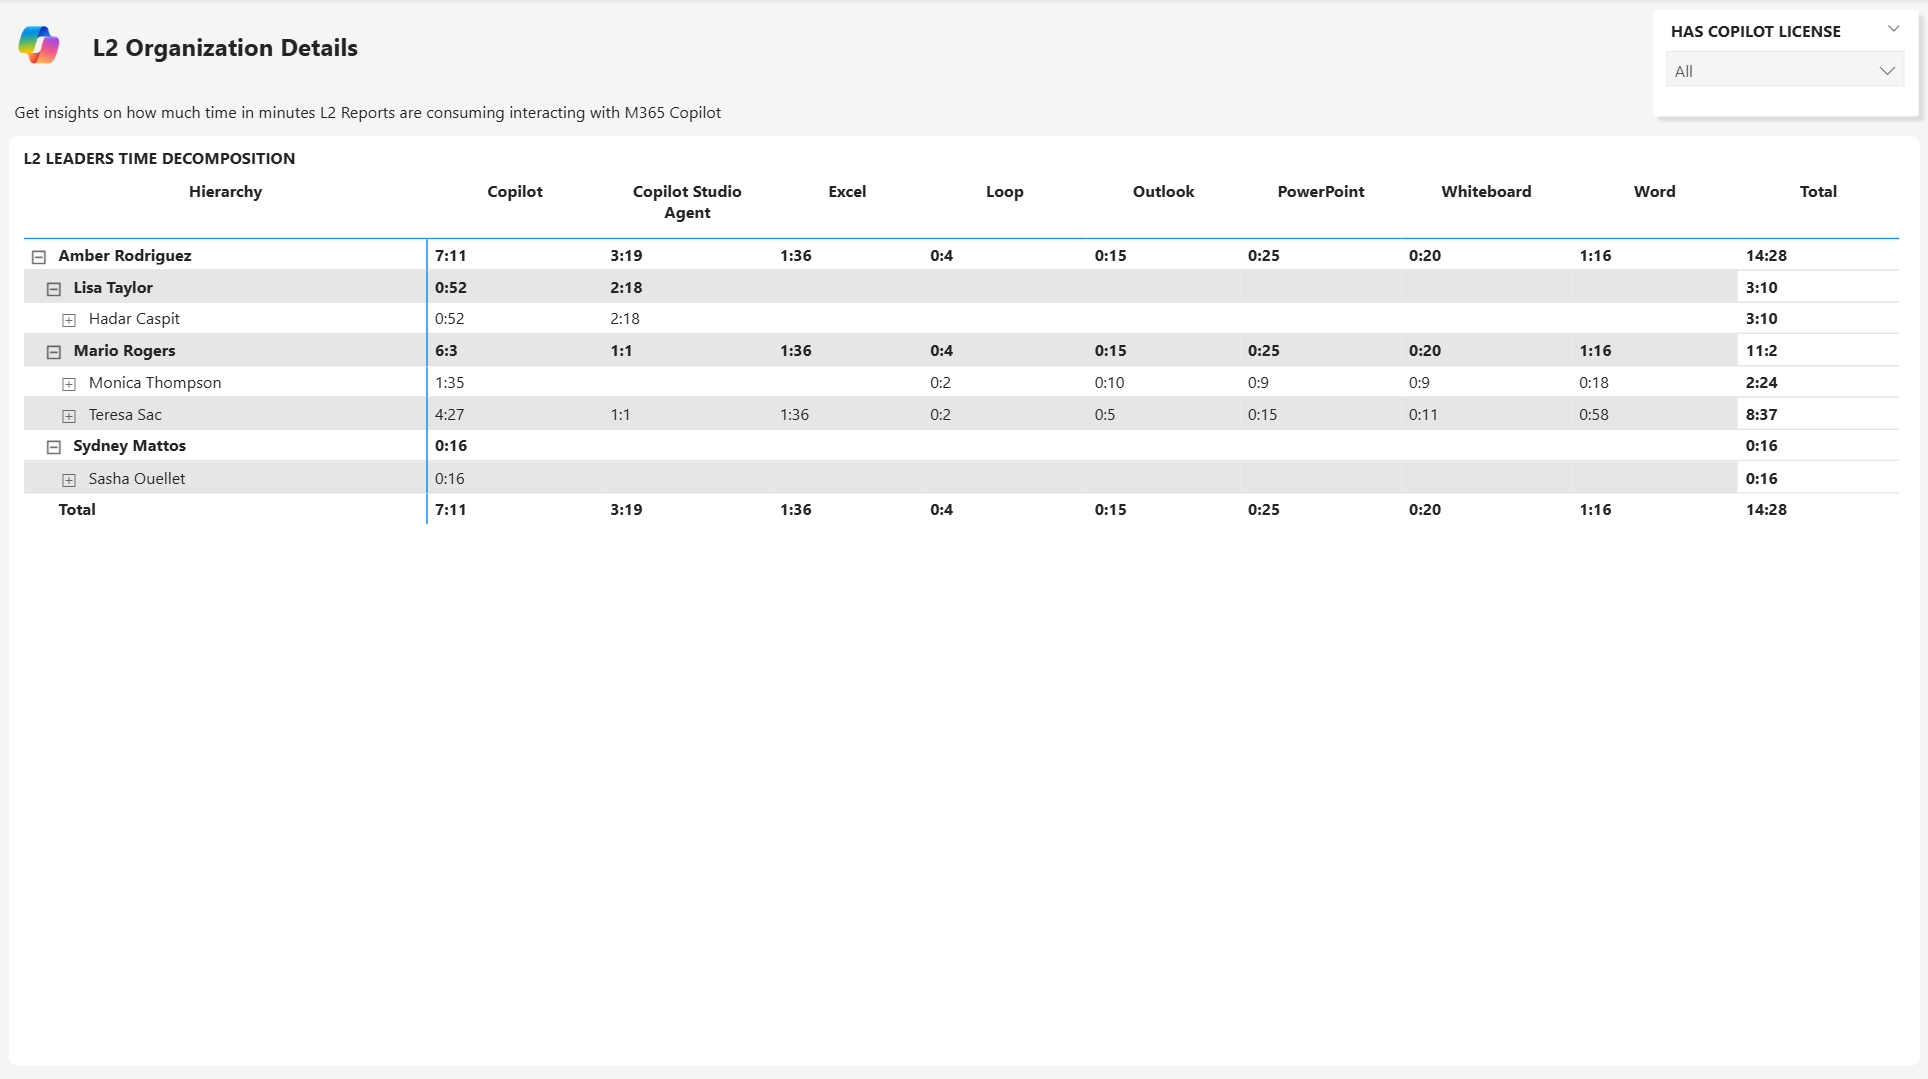 L2 Organization Details
HAS COPILOT LICENSE
All
Get insights on how much time in minutes L2 Reports are consuming interacting with M365 Copilot
L2 LEADERS TIME DECOMPOSITION
Hierarchy Copilot Copilot Studio Agent Excel Loop Outlook PowerPoint Whiteboard Word Total
Amber Rodriguez 7:11 3:19 1:36 0:4 0:15 0:25 0:20 1:16 14:28
Lisa Taylor 0:52 2:18 3:10
Hadar Caspit 0:52 2:18 3:10
Mario Rogers 6:3 1:1 1:36 0:4 0:15 0:25 0:20 1:16 11:2
Monica Thompson 1:35 0:2 0:10 0:9 0:9 0:18 2:24
Teresa Sac 4:27 1:1 1:36 0:2 0:5 0:15 0:11 0:58 8:37
Sydney Mattos 0:16 0:16
Sasha Ouellet 0:16 0:16
Total 7:11 3:19 1:36 0:4 0:15 0:25 0:20 1:16 14:28